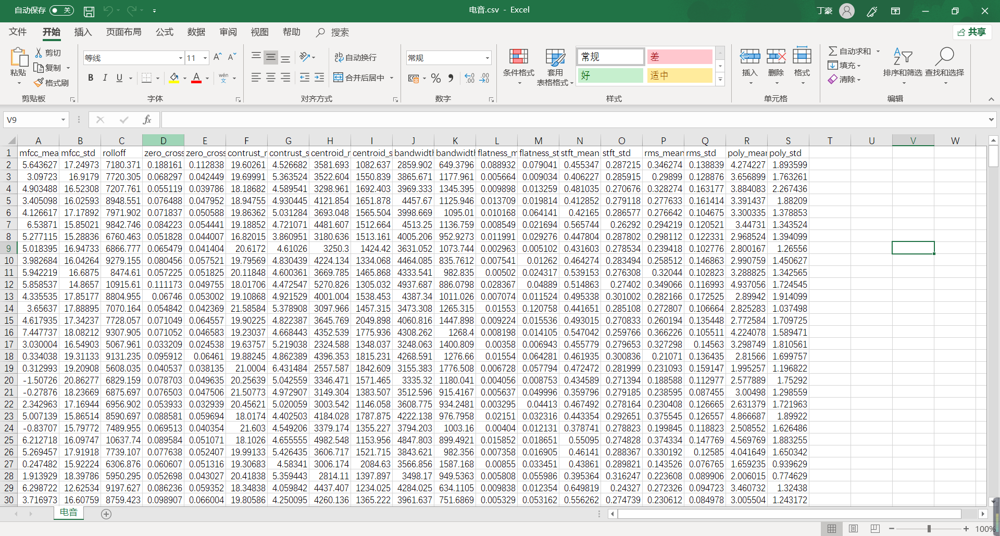 自动保存 关 电音.csv - Excel 丁豪
文件 开始 插入 页面布局 公式 数据 审阅 视图 帮助 搜索 共享
剪切 等线 11 自动换行 常规 常规 差 自动求和
粘贴 复制 条件格式 套用 好 适中 插入 删除 格式 填充 排序和筛选 查找和选择
格式刷 B I U A wén 文 合并后居中 % 表格格式 清除
剪贴板 字体 对齐方式 数字 样式 单元格 编辑
V9 fx
A B C D E F G H I J K L M N O P Q R S T U V W
1 mfcc_mea mfcc_std rolloff zero_cross zero_cross contrust_r contrust_s centroid_r centroid_s bandwidth bandwidth flatness_m flatness_st stft_mean stft_std rms_mean rms_std poly_mean poly_std
2 5.643627 17.24973 7180.371 0.188161 0.112838 19.60261 4.526682 3581.693 1082.637 2859.902 649.3796 0.088932 0.079041 0.455347 0.287215 0.346274 0.138839 4.274227 1.893599
3 3.09723 16.9179 7720.305 0.068297 0.042449 19.69991 5.363524 3522.604 1550.839 3865.671 1177.961 0.005664 0.009034 0.406227 0.285915 0.29899 0.128876 3.656899 1.763261
4 4.903488 16.52308 7207.761 0.055119 0.039786 18.18682 4.589541 3298.961 1692.403 3969.333 1345.395 0.009898 0.013259 0.481035 0.270676 0.328274 0.163177 3.884083 2.267436
5 3.405098 16.02593 8948.551 0.076488 0.047952 18.94755 4.930445 4121.854 1651.878 4457.67 1125.946 0.013709 0.019814 0.412852 0.279118 0.277633 0.161414 3.391437 1.88209
6 4.126617 17.17892 7971.902 0.071837 0.050588 19.86362 5.031284 3693.048 1565.504 3998.669 1095.01 0.010168 0.064141 0.42165 0.286577 0.276642 0.104675 3.300335 1.378853
7 6.53871 15.85021 9842.746 0.084223 0.054441 19.18852 4.721071 4481.607 1512.664 4513.25 1136.759 0.008549 0.021694 0.565744 0.26292 0.294219 0.120521 3.44731 1.343524
8 5.277115 15.28836 6760.463 0.051828 0.044007 16.82015 3.860951 3180.636 1513.161 4005.206 952.9273 0.011991 0.029276 0.447804 0.287802 0.298112 0.122331 2.968524 1.394099
9 5.018395 16.94733 6866.777 0.065479 0.041404 20.6172 4.61026 3250.3 1424.42 3631.052 1073.744 0.002963 0.005102 0.431603 0.278534 0.239418 0.102776 2.800167 1.26556
10 3.982684 16.04264 9279.155 0.080456 0.057521 19.79569 4.830439 4224.134 1334.068 4464.085 835.7612 0.007541 0.01262 0.464274 0.283494 0.258512 0.146863 2.990759 1.450627
11 5.942219 16.6875 8474.61 0.057225 0.051825 20.11848 4.600361 3669.785 1465.868 4333.541 982.835 0.00502 0.024317 0.539153 0.276308 0.32044 0.102823 3.288825 1.342565
12 5.858537 14.8657 10915.61 0.111173 0.049755 18.01706 4.472547 5270.826 1305.032 4937.687 886.0798 0.028367 0.04889 0.514863 0.27402 0.349066 0.116993 4.937056 1.724545
13 4.335535 17.85177 8804.955 0.06746 0.053002 19.10868 4.921529 4001.004 1538.453 4387.34 1011.026 0.007074 0.011524 0.495338 0.301002 0.282166 0.172525 2.89942 1.914099
14 3.65637 17.88895 7070.164 0.054842 0.042369 21.58584 5.378908 3097.966 1457.315 3473.308 1265.315 0.01553 0.120758 0.441651 0.285108 0.272807 0.106664 2.825283 1.037498
15 4.617935 17.34237 7728.057 0.071049 0.064557 19.90225 4.822387 3645.769 2049.898 4060.816 1447.898 0.009224 0.015536 0.493015 0.270833 0.260194 0.135448 2.772584 1.709725
16 7.447737 18.08212 9307.905 0.071052 0.046583 19.23037 4.668443 4352.539 1775.936 4308.262 1268.4 0.008198 0.014105 0.547042 0.259766 0.366226 0.105511 4.224078 1.589471
17 3.030004 16.54903 5067.961 0.033209 0.024538 19.63757 5.219038 2324.588 1348.037 3248.063 1400.809 0.00358 0.006943 0.455779 0.279653 0.327298 0.14563 3.298749 1.810561
18 0.334038 19.31133 9131.235 0.095912 0.06461 19.88245 4.862389 4396.353 1815.231 4268.591 1276.66 0.01554 0.064281 0.461935 0.300836 0.21071 0.136435 2.81566 1.699757
19 0.312993 19.20908 5608.035 0.040537 0.038135 21.0004 6.431484 2557.587 1842.609 3155.383 1776.508 0.006728 0.057794 0.472472 0.281999 0.231093 0.159147 1.995257 1.196822
20 -1.50726 20.86277 6829.159 0.078703 0.049635 20.25639 5.042559 3346.471 1571.465 3335.32 1180.041 0.004056 0.008753 0.434589 0.271394 0.188588 0.112977 2.577889 1.75292
21 -0.27876 18.23669 6875.697 0.076503 0.047506 21.50773 4.972907 3149.304 1383.507 3512.596 915.4167 0.005637 0.049996 0.359796 0.279185 0.238595 0.087455 3.00498 1.298559
22 2.342963 17.16944 6956.902 0.053933 0.032939 20.45621 5.020059 3003.542 1146.058 3608.775 934.2481 0.003295 0.04413 0.467492 0.278164 0.230408 0.126665 2.631379 1.721963
23 5.007139 15.86514 8590.697 0.088581 0.059694 18.0174 4.402503 4184.028 1787.875 4222.138 976.7958 0.02151 0.032316 0.443354 0.292651 0.375545 0.126557 4.866687 1.89922
24 -0.83707 15.79772 7489.955 0.069513 0.040354 21.603 4.549206 3379.174 1355.227 3794.203 1003.16 0.00404 0.012131 0.378741 0.278823 0.199845 0.118823 2.508552 1.626486
25 6.212718 16.09747 10637.74 0.089584 0.051071 18.1026 4.655555 4982.548 1153.956 4847.803 899.4921 0.015852 0.018651 0.55095 0.274828 0.374334 0.147769 4.569769 1.883255
26 5.269457 17.91918 7739.107 0.077638 0.052407 19.99133 5.426435 3606.717 1521.715 3843.621 982.356 0.007358 0.016905 0.46141 0.288367 0.330192 0.12585 4.041649 1.650342
27 0.247482 15.92224 6306.876 0.060607 0.051316 19.30683 4.58341 3006.174 2084.63 3566.856 1587.168 0.00855 0.033451 0.43861 0.289821 0.143526 0.076765 1.659235 0.939629
28 1.913929 18.39786 5950.295 0.052698 0.043027 20.41838 5.359443 2814.11 1397.897 3498.17 949.5363 0.005808 0.055986 0.395364 0.316247 0.223608 0.089906 2.006015 0.774629
29 6.298722 12.62534 9197.627 0.086236 0.059352 18.34838 4.059842 4437.407 1234.025 4284.025 634.1105 0.009838 0.012354 0.649819 0.24327 0.272326 0.094723 3.460732 1.32438
30 3.716973 16.60759 8759.423 0.098907 0.066004 19.80586 4.250095 4260.136 1365.222 3961.637 751.6869 0.005329 0.053162 0.556262 0.274739 0.230612 0.084978 3.005504 1.243172
电音
100%